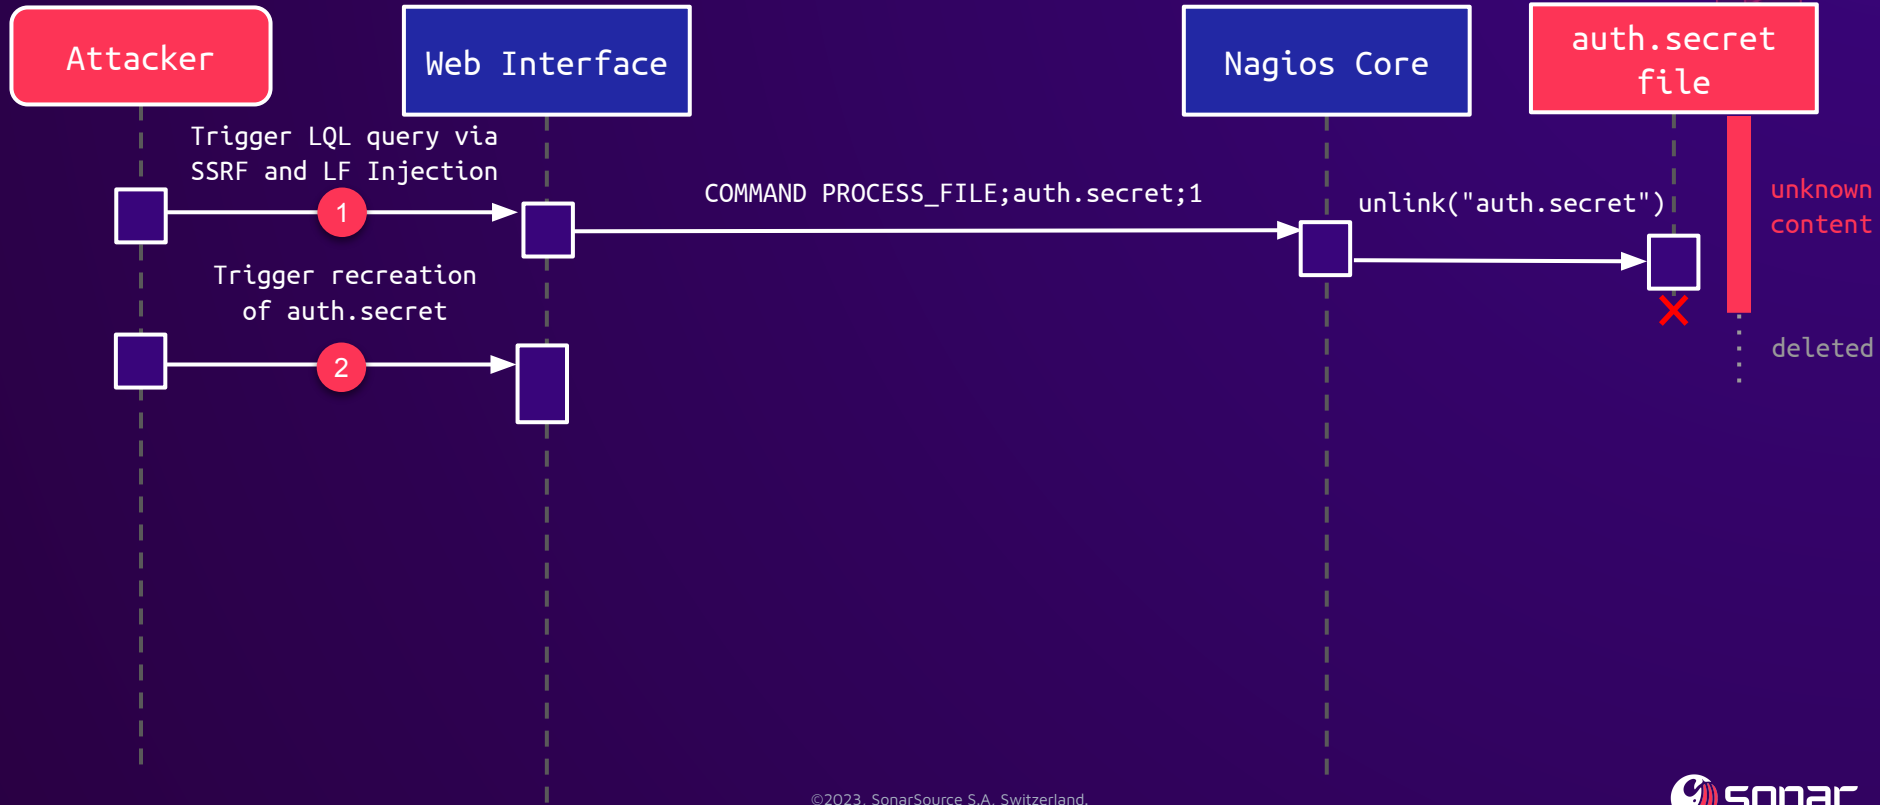 Attacker
Web Interface
Nagios Core
auth.secret
file
Trigger LQL query via
SSRF and LF Injection
1
COMMAND PROCESS_FILE;auth.secret;1
unlink("auth.secret")
unknown
content
Trigger recreation
of auth.secret
2
deleted
©2023, SonarSource S.A, Switzerland.
sonar